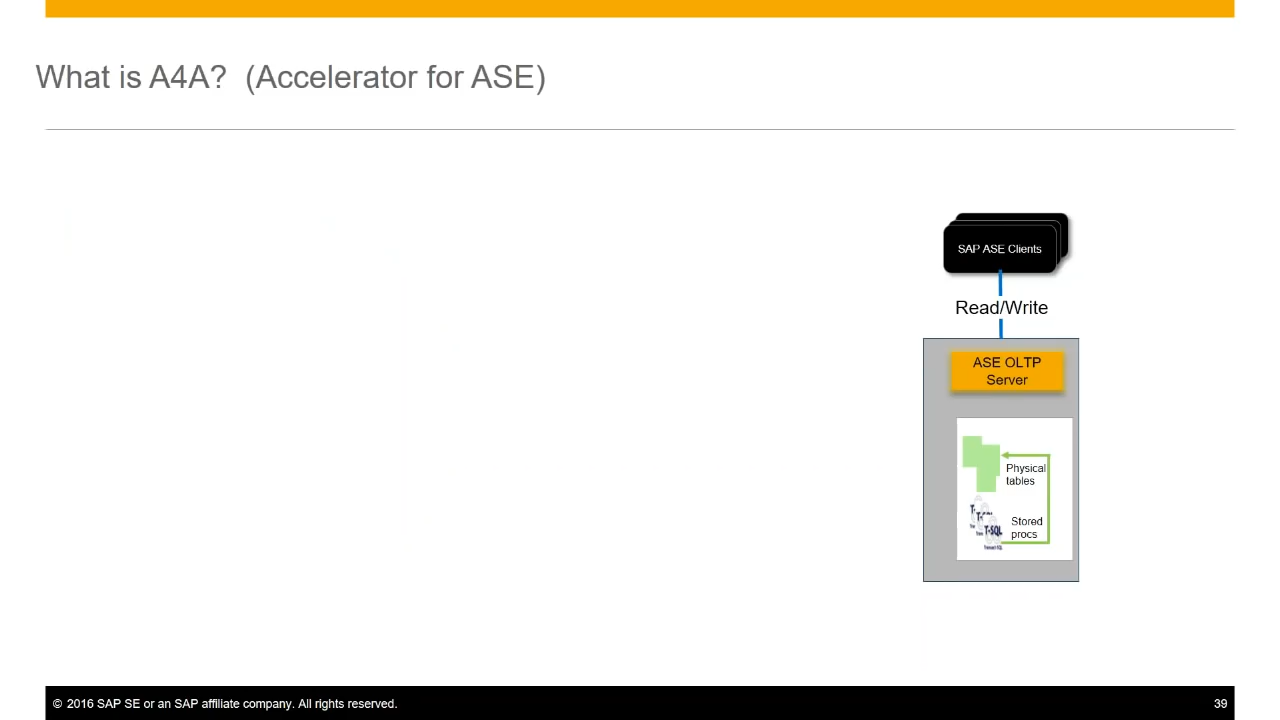 What is A4A?  (Accelerator for ASE)
SAP ASE Clients
Read/Write
ASE OLTP
Server
Physical
tables
T-SQL
Stored
procs
© 2016 SAP SE or an SAP affiliate company. All rights reserved.
39